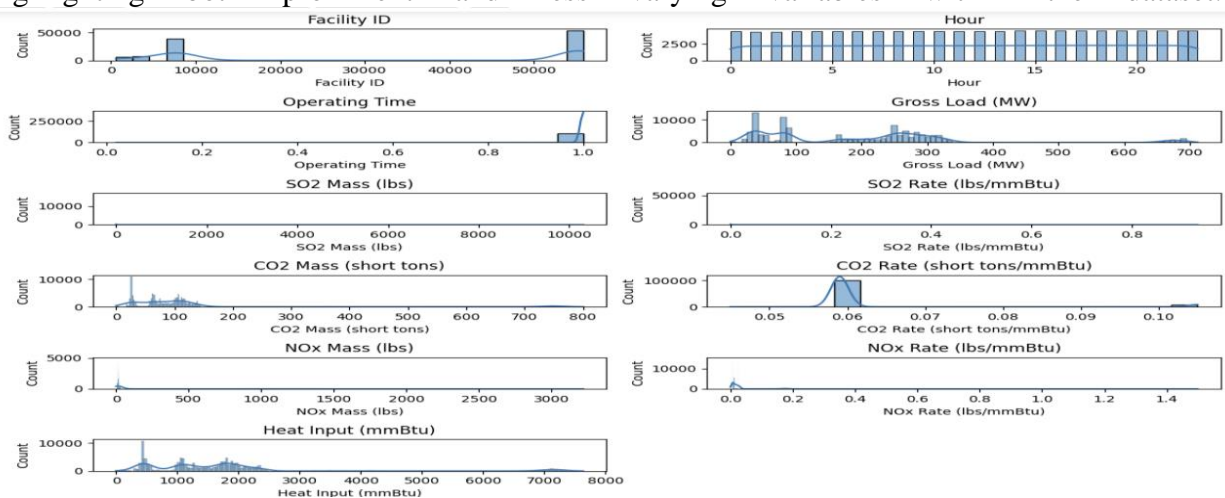 Facility ID
Hour
Count
50000
0
0
10000
20000
30000
40000
50000
Facility ID
Count
2500
0
0
5
10
15
20
Hour
Operating Time
Gross Load (MW)
Count
250000
0
0.0
0.2
0.4
0.6
0.8
1.0
Operating Time
Count
10000
0
0
100
200
300
400
500
600
700
Gross Load (MW)
SO2 Mass (lbs)
SO2 Rate (lbs/mmBtu)
Count
10000
0
0
2000
4000
6000
8000
10000
SO2 Mass (lbs)
Count
50000
0
0.0
0.2
0.4
0.6
0.8
SO2 Rate (lbs/mmBtu)
CO2 Mass (short tons)
CO2 Rate (short tons/mmBtu)
Count
10000
0
0
100
200
300
400
500
600
700
800
CO2 Mass (short tons)
Count
100000
0
0.05
0.06
0.07
0.08
0.09
0.10
CO2 Rate (short tons/mmBtu)
NOx Mass (lbs)
NOx Rate (lbs/mmBtu)
Count
5000
0
0
500
1000
1500
2000
2500
3000
NOx Mass (lbs)
Count
10000
0
0.0
0.2
0.4
0.6
0.8
1.0
1.2
1.4
NOx Rate (lbs/mmBtu)
Heat Input (mmBtu)
Count
10000
0
0
1000
2000
3000
4000
5000
6000
7000
8000
Heat Input (mmBtu)